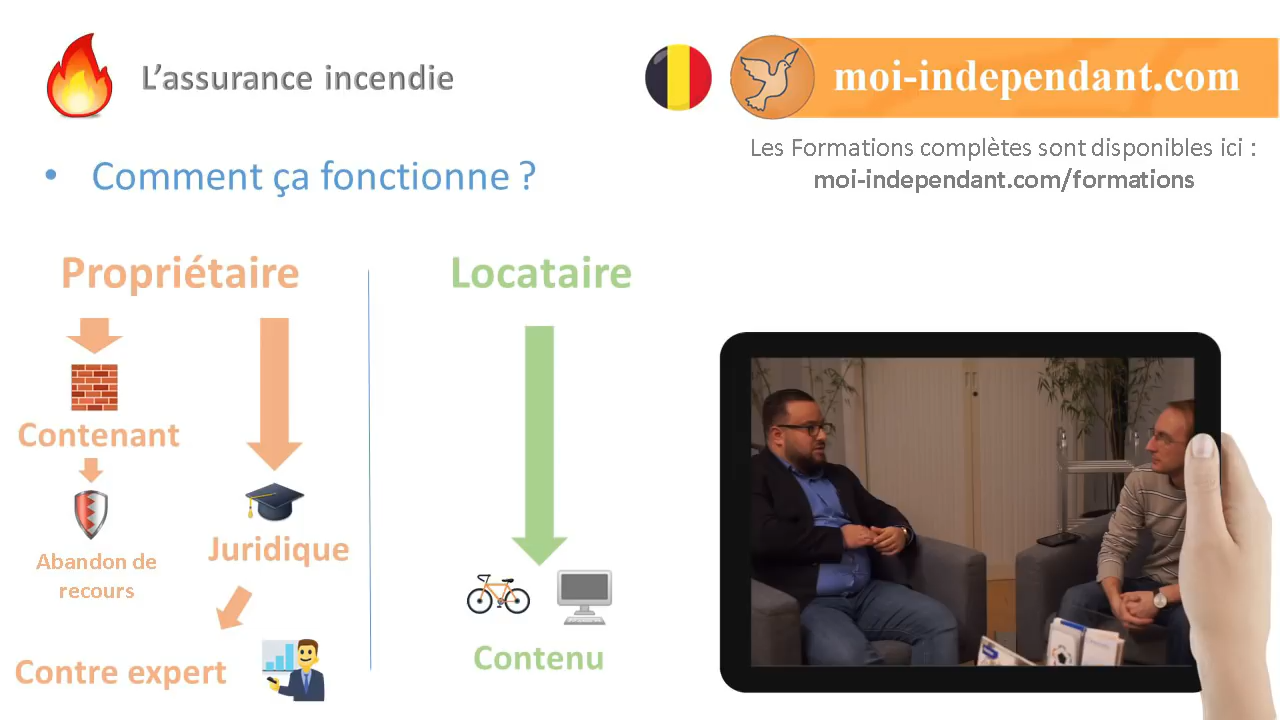 L'assurance incendie
moi-independant.com
Les Formations complètes sont disponibles ici :
moi-independant.com/formations
• Comment ça fonctionne ?
Propriétaire
Locataire
Contenant
Abandon de
recours
Juridique
Contre expert
Contenu